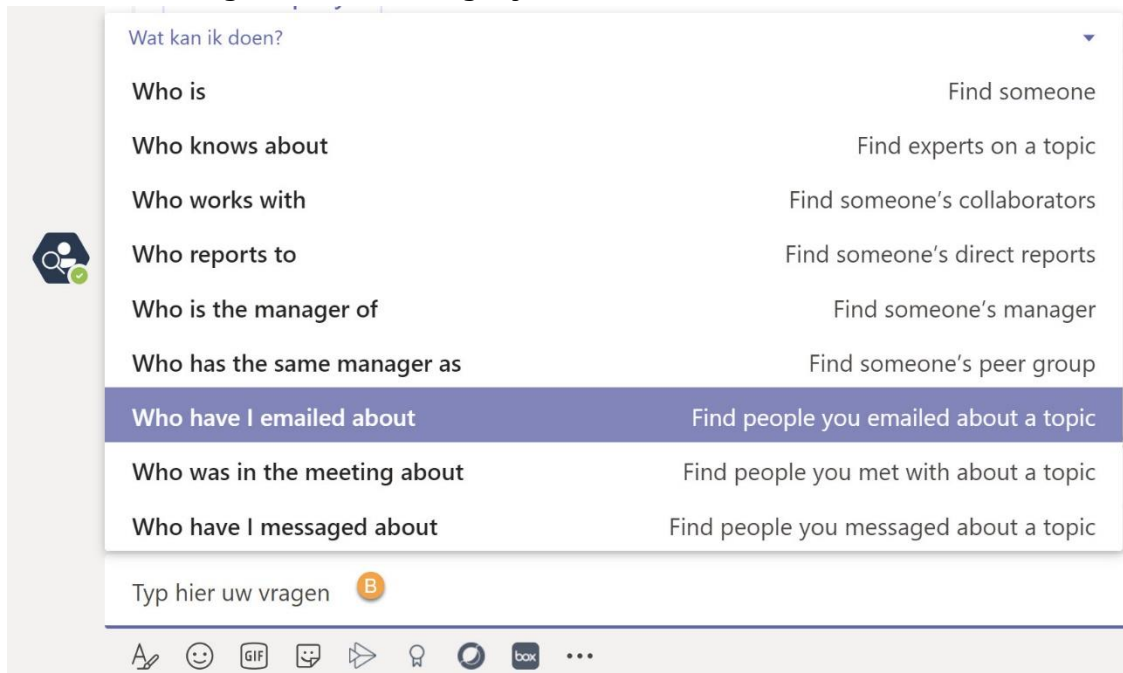 Wat kan ik doen?
Who is Find someone
Who knows about Find experts on a topic
Who works with Find someone's collaborators
Who reports to Find someone's direct reports
Who is the manager of Find someone's manager
Who has the same manager as Find someone's peer group
Who have I emailed about Find people you emailed about a topic
Who was in the meeting about Find people you met with about a topic
Who have I messaged about Find people you messaged about a topic
Typ hier uw vragen B
GIF box